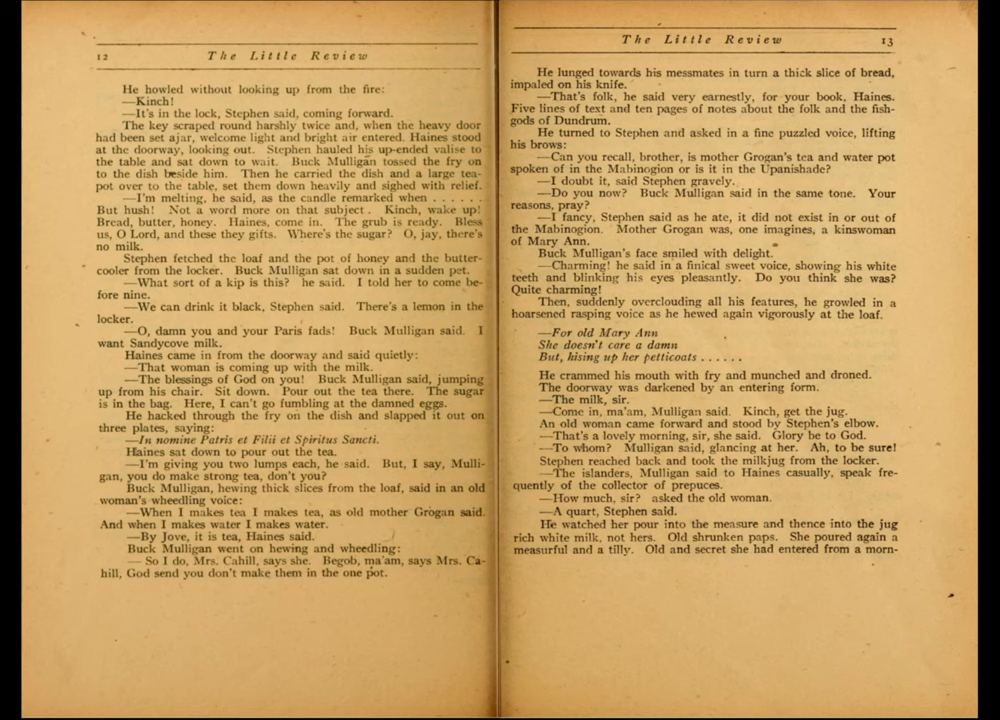 12 The Little Review
He howled without looking up from the fire:
—Kinch!
—It's in the lock, Stephen said, coming forward.
The key scraped round harshly twice and, when the heavy door
had been set ajar, welcome light and bright air entered. Haines stood
at the doorway, looking out. Stephen hauled his up-ended valise to
the table and sat down to wait. Buck Mulligan tossed the fry on
to the dish beside him. Then he carried the dish and a large tea-
pot over to the table, set them down heavily and sighed with relief.
—I'm melting, he said, as the candle remarked when . . . . . .
But hush! Not a word more on that subject. Kinch, wake up!
Bread, butter, honey. Haines, come in. The grub is ready. Bless
us, O Lord, and these they gifts. Where's the sugar? O, jay, there's
no milk.
Stephen fetched the loaf and the pot of honey and the butter-
cooler from the locker. Buck Mulligan sat down in a sudden pet.
—What sort of a kip is this? he said. I told her to come be-
fore nine.
—We can drink it black, Stephen said. There's a lemon in the
locker.
—O, damn you and your Paris fads! Buck Mulligan said. I
want Sandycove milk.
Haines came in from the doorway and said quietly:
—That woman is coming up with the milk.
—The blessings of God on you! Buck Mulligan said, jumping
up from his chair. Sit down. Pour out the tea there. The sugar
is in the bag. Here, I can't go fumbling at the damned eggs.
He hacked through the fry on the dish and slapped it out on
three plates, saying:
—In nomine Patris et Filii et Spiritus Sancti.
Haines sat down to pour out the tea.
—I'm giving you two lumps each, he said. But, I say, Mulli-
gan, you do make strong tea, don't you?
Buck Mulligan, hewing thick slices from the loaf, said in an old
woman's wheedling voice:
—When I makes tea I makes tea, as old mother Grogan said.
And when I makes water I makes water.
—By Jove, it is tea, Haines said.
Buck Mulligan went on hewing and wheedling:
— So I do, Mrs. Cahill, says she. Begob, ma'am, says Mrs. Ca-
hill, God send you don't make them in the one pot.
The Little Review 13
He lunged towards his messmates in turn a thick slice of bread,
impaled on his knife.
—That's folk, he said very earnestly, for your book, Haines.
Five lines of text and ten pages of notes about the folk and the fish-
gods of Dundrum.
He turned to Stephen and asked in a fine puzzled voice, lifting
his brows:
—Can you recall, brother, is mother Grogan's tea and water pot
spoken of in the Mabinogion or is it in the Upanishads?
—I doubt it, said Stephen gravely.
—Do you now? Buck Mulligan said in the same tone. Your
reasons, pray?
—I fancy, Stephen said as he ate, it did not exist in or out of
the Mabinogion. Mother Grogan was, one imagines, a kinswoman
of Mary Ann.
Buck Mulligan's face smiled with delight.
—Charming! he said in a finical sweet voice, showing his white
teeth and blinking his eyes pleasantly. Do you think she was?
Quite charming!
Then, suddenly overclouding all his features, he growled in a
hoarsened rasping voice as he hewed again vigorously at the loaf.
—For old Mary Ann
She doesn't care a damn
But, hising up her petticoats . . . . . .
He crammed his mouth with fry and munched and droned.
The doorway was darkened by an entering form.
—The milk, sir.
—Come in, ma'am, Mulligan said. Kinch, get the jug.
An old woman came forward and stood by Stephen's elbow.
—That's a lovely morning, sir, she said. Glory be to God.
—To whom? Mulligan said, glancing at her. Ah, to be sure!
Stephen reached back and took the milkjug from the locker.
—The islanders, Mulligan said to Haines casually, speak fre-
quently of the collector of prepuces.
—How much, sir? asked the old woman.
—A quart, Stephen said.
He watched her pour into the measure and thence into the jug
rich white milk, not hers. Old shrunken paps. She poured again a
measurful and a tilly. Old and secret she had entered from a morn-